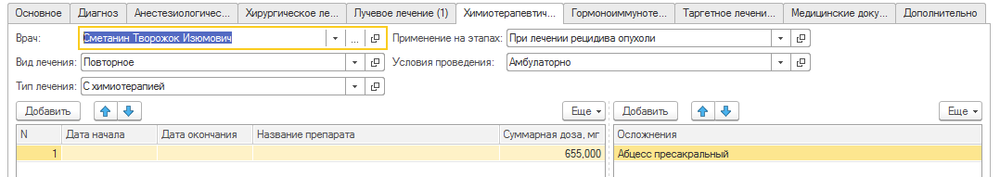 Основное Диагноз Анестезиологичес... Хирургическое ле... Лучевое лечение (1) Химиотерапевтич... Гормоноиммуноте... Таргетное лечени... Медицинские доку... Дополнительно
Врач: Сметанин Творожок Изюмович ... Применение на этапах: При лечении рецидива опухоли
Вид лечения: Повторное Условия проведения: Амбулаторно
Тип лечения: С химиотерапией
Добавить Еще Добавить Еще
N Дата начала Дата окончания Название препарата Суммарная доза, мг Осложнения
1 655,000 Абцесс пресакральный